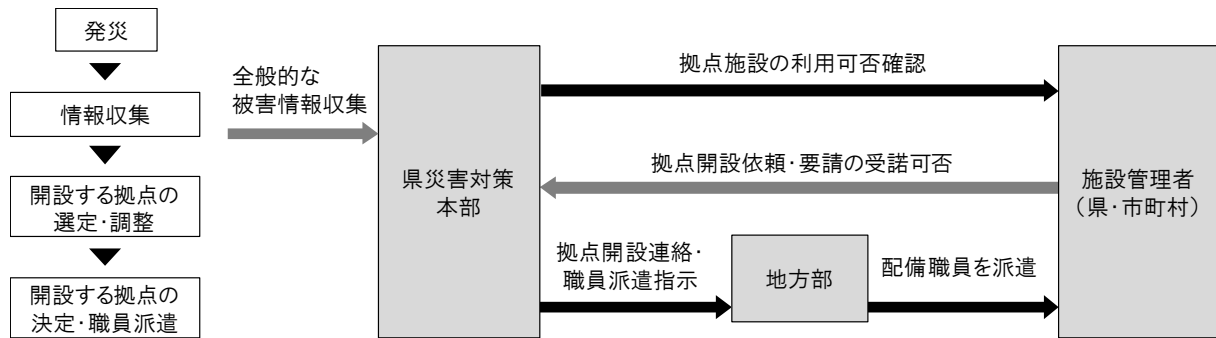 発災
情報収集
開設する拠点の
選定･調整
開設する拠点の
決定･職員派遣
全般的な
被害情報収集
県災害対策
本部
拠点施設の利用可否確認
拠点開設依頼･要請の受諾可否
拠点開設連絡･
職員派遣指示
地方部
配備職員を派遣
施設管理者
（県･市町村）